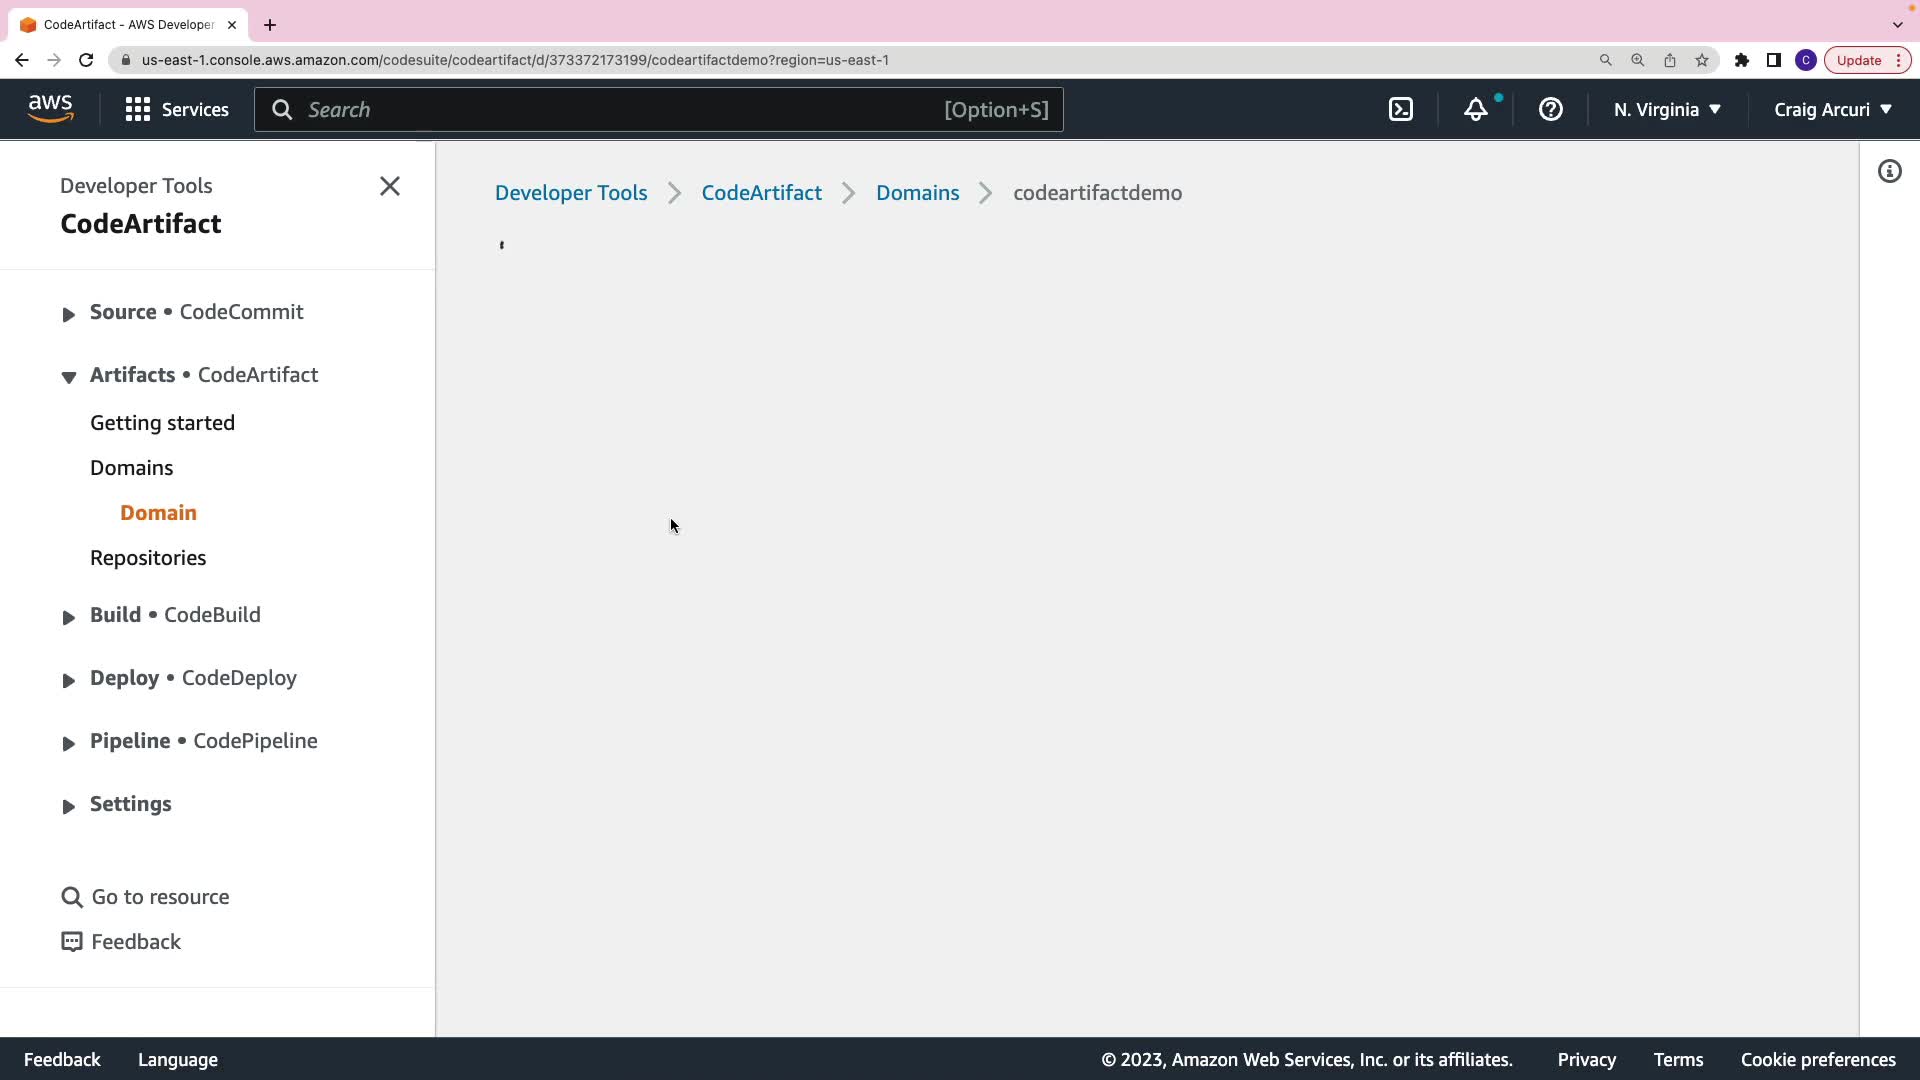 CodeArtifact - AWS Developer
us-east-1.console.aws.amazon.com/codesuite/codeartifact/d/373372173199/codeartifactdemo?region=us-east-1
C
Update
aws
Services
Search
[Option+S]
N. Virginia
Craig Arcuri
Developer Tools
CodeArtifact
Source • CodeCommit
Artifacts • CodeArtifact
Getting started
Domains
Domain
Repositories
Build • CodeBuild
Deploy • CodeDeploy
Pipeline • CodePipeline
Settings
Go to resource
Feedback
Developer Tools > CodeArtifact > Domains > codeartifactdemo
Feedback
Language
© 2023, Amazon Web Services, Inc. or its affiliates.
Privacy
Terms
Cookie preferences